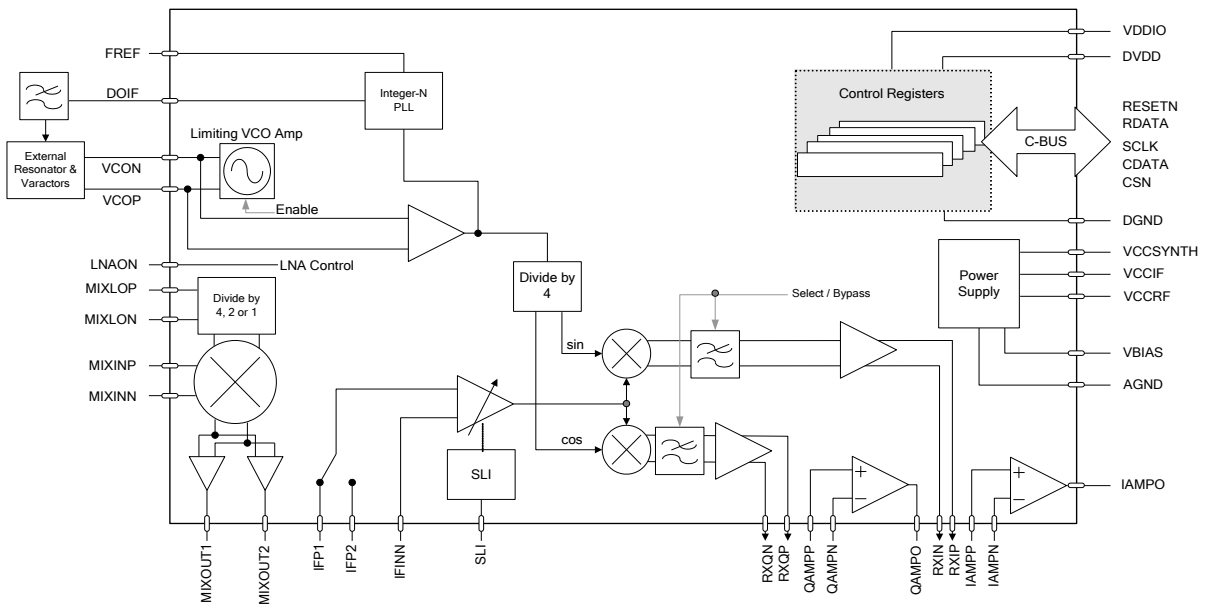 FREF
DOIF
External
Resonator &
Varactors
VCON
VCOP
Limiting VCO Amp
Enable
Integer-N
PLL
LNAON
LNA Control
MIXLOP
MIXLON
Divide by
4, 2 or 1
MIXINP
MIXINN
Divide by
4
sin
cos
Select / Bypass
SLI
Control Registers
C-BUS
VDDIO
DVDD
RESETN
RDATA
SCLK
CDATA
CSN
DGND
Power
Supply
VCCSYNTH
VCCIF
VCCRF
VBIAS
AGND
+
−
+
−
IAMPO
MIXOUT1
MIXOUT2
IFP1
IFP2
IFINN
SLI
RXQN
RXQP
QAMPP
QAMPN
QAMPO
RXIN
RXIP
IAMPP
IAMPN